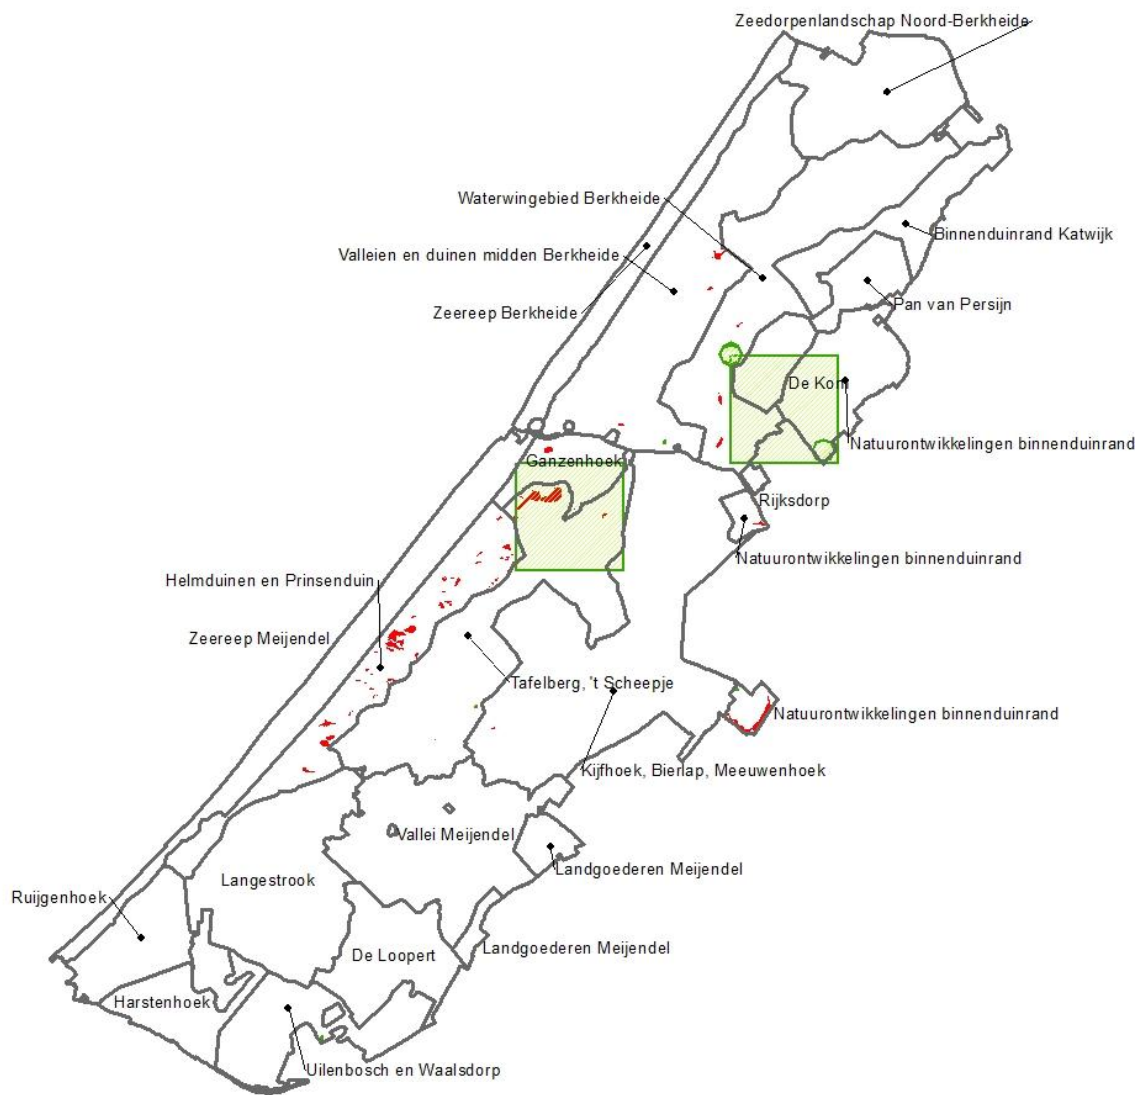 Zeedorpenlandschap Noord-Berkheide
Waterwingebied Berkheide
Binnenduinrand Katwijk
Valleien en duinen midden Berkheide
Pan van Persijn
Zeereep Berkheide
De Kom
Natuurontwikkelingen binnenduinrand
Ganzenhoek
Rijksdorp
Natuurontwikkelingen binnenduinrand
Helmduinen en Prinsenduin
Zeereep Meijendel
Tafelberg, 't Scheepje
Natuurontwikkelingen binnenduinrand
Kijfhoek, Bierlap, Meeuwenhoek
Vallei Meijendel
Landgoederen Meijendel
Langestrook
Ruijgenhoek
Landgoederen Meijendel
De Loopert
Harstenhoek
Uilenbosch en Waalsdorp